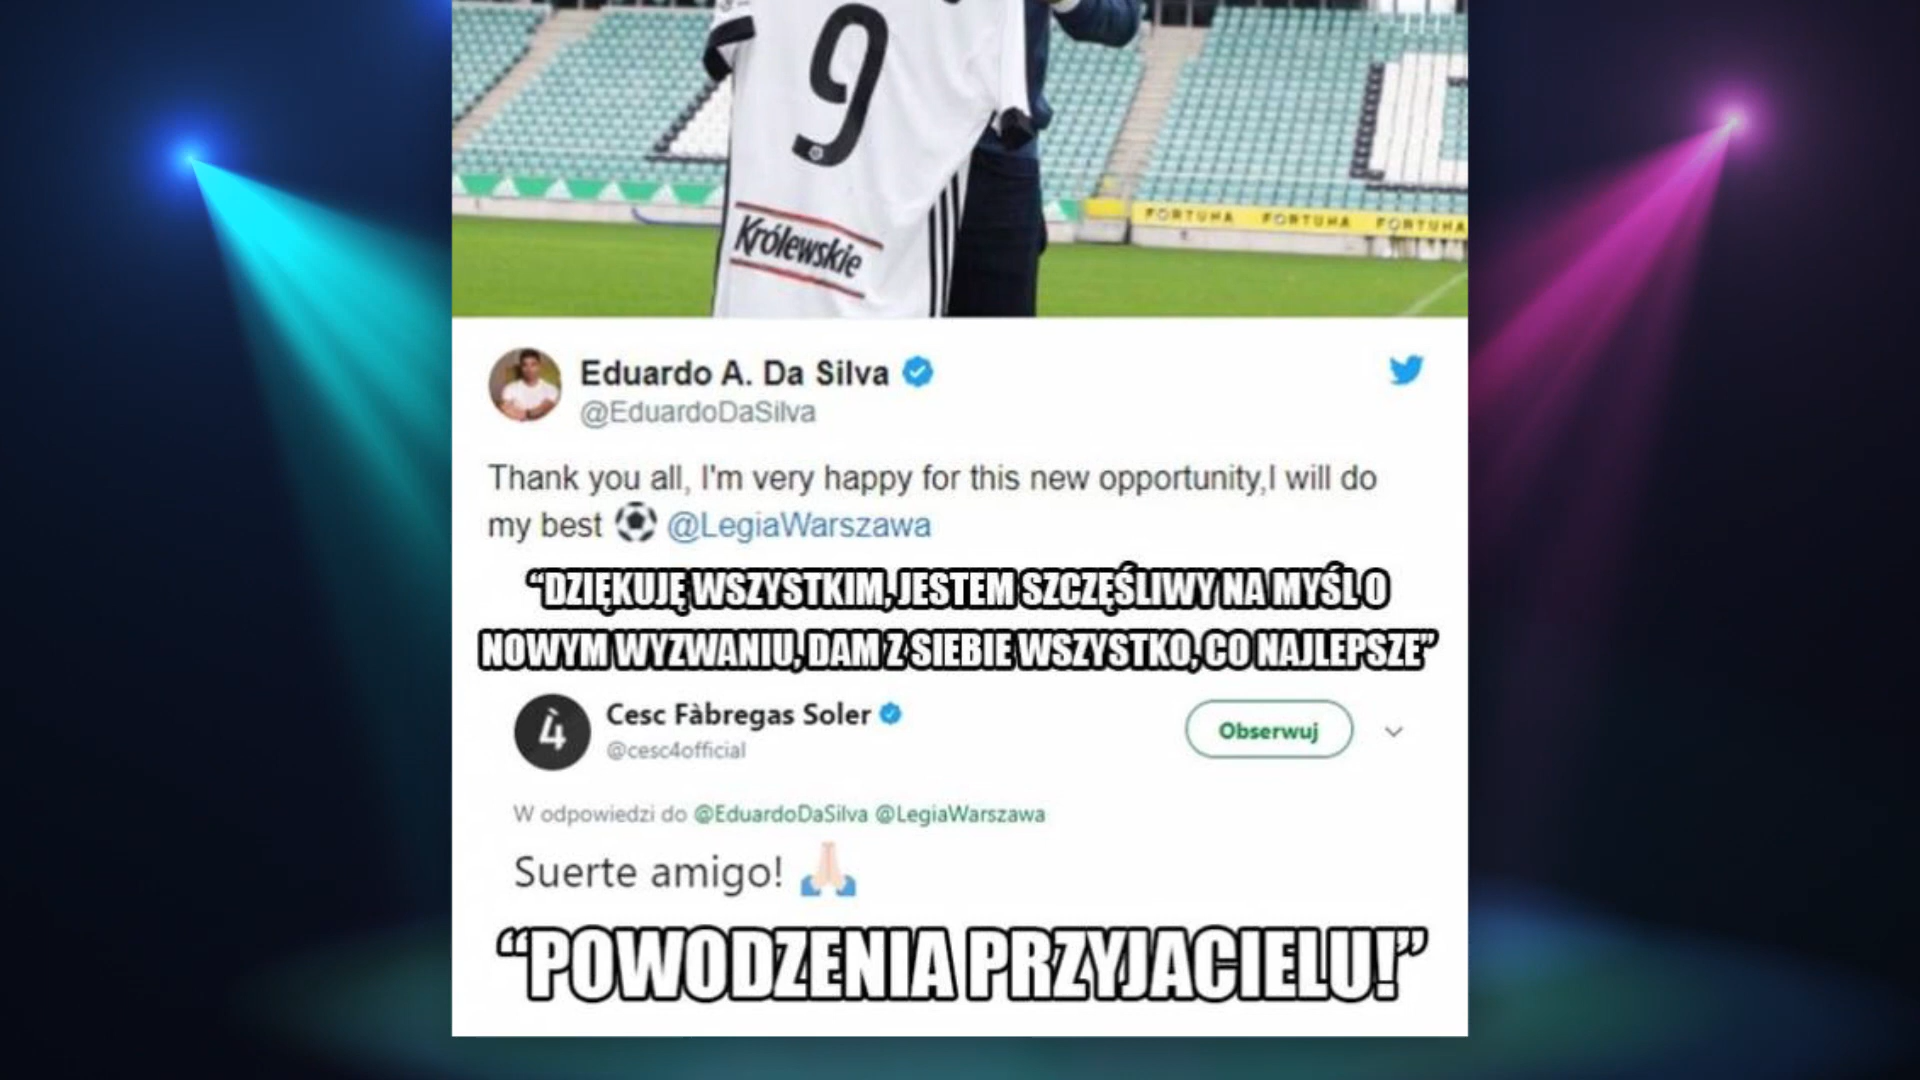 9
Królewskie
FORTUNA FORTUNA FORTUNA
Eduardo A. Da Silva
@EduardoDaSilva
Thank you all, I'm very happy for this new opportunity,I will do
my best ⚽ @LegiaWarszawa
“DZIĘKUJĘ WSZYSTKIM, JESTEM SZCZĘŚLIWY NA MYŚL O
NOWYM WYZWANIU, DAM Z SIEBIE WSZYSTKO, CO NAJLEPSZE”
4
Cesc Fàbregas Soler
@cesc4official
Obserwuj
W odpowiedzi do @EduardoDaSilva @LegiaWarszawa
Suerte amigo! 🙏🏻
“POWODZENIA PRZYJACIELU!”